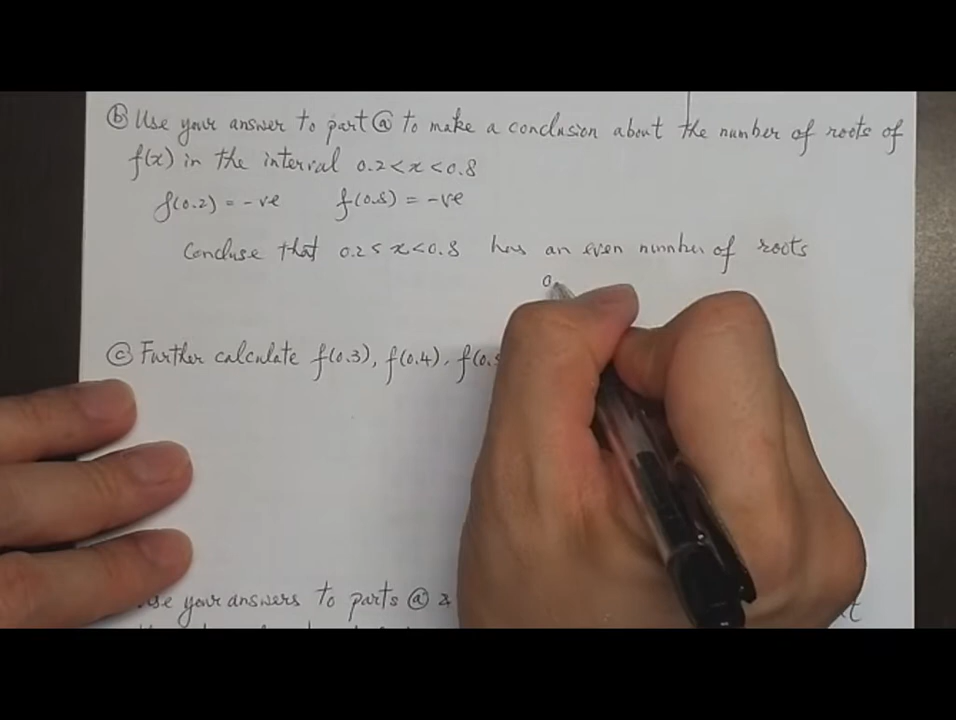 ⓑ Use your answer to part ⓐ to make a conclusion about the number of roots of
f(x) in the interval 0.2<x<0.8
f(0.2) = -ve f(0.8) = -ve
that 0.2≤x<0.8 has an even number of roots
0.
ⓒ Further calculate f(0.3), f(0.4), f(0.
your answers to parts ⓐ &